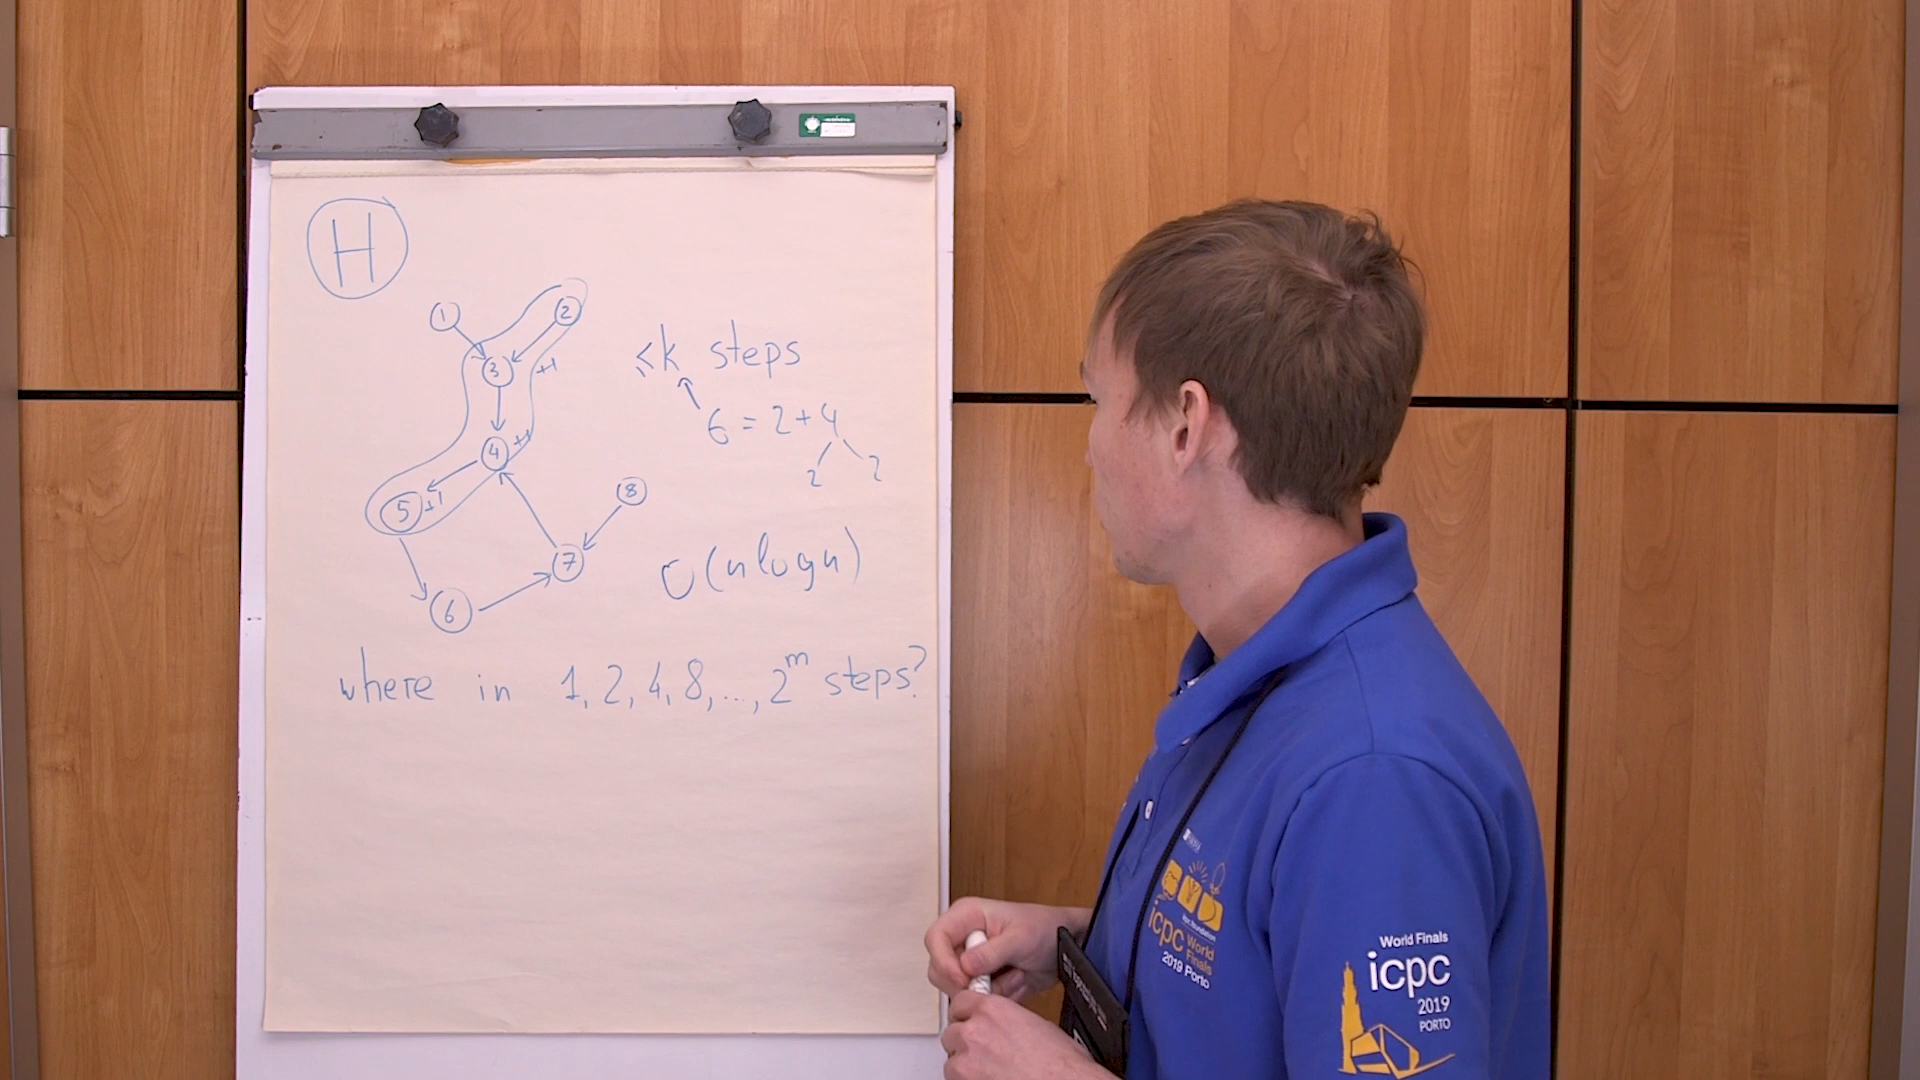 H
1
2
3
+1
4
+1
5
+1
6
7
8
≤k steps
6 = 2 + 4
2 2
O(n log n)
where in 1, 2, 4, 8, ..., 2^m steps?
icpc
World
Finals
2019 Porto
World Finals
icpc
2019
PORTO